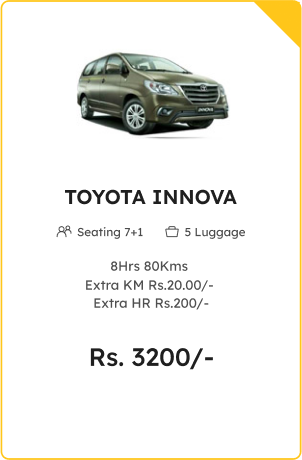 TOYOTA INNOVA
Seating 7+1 5 Luggage
8Hrs 80Kms
Extra KM Rs.20.00/-
Extra HR Rs.200/-
Rs. 3200/-